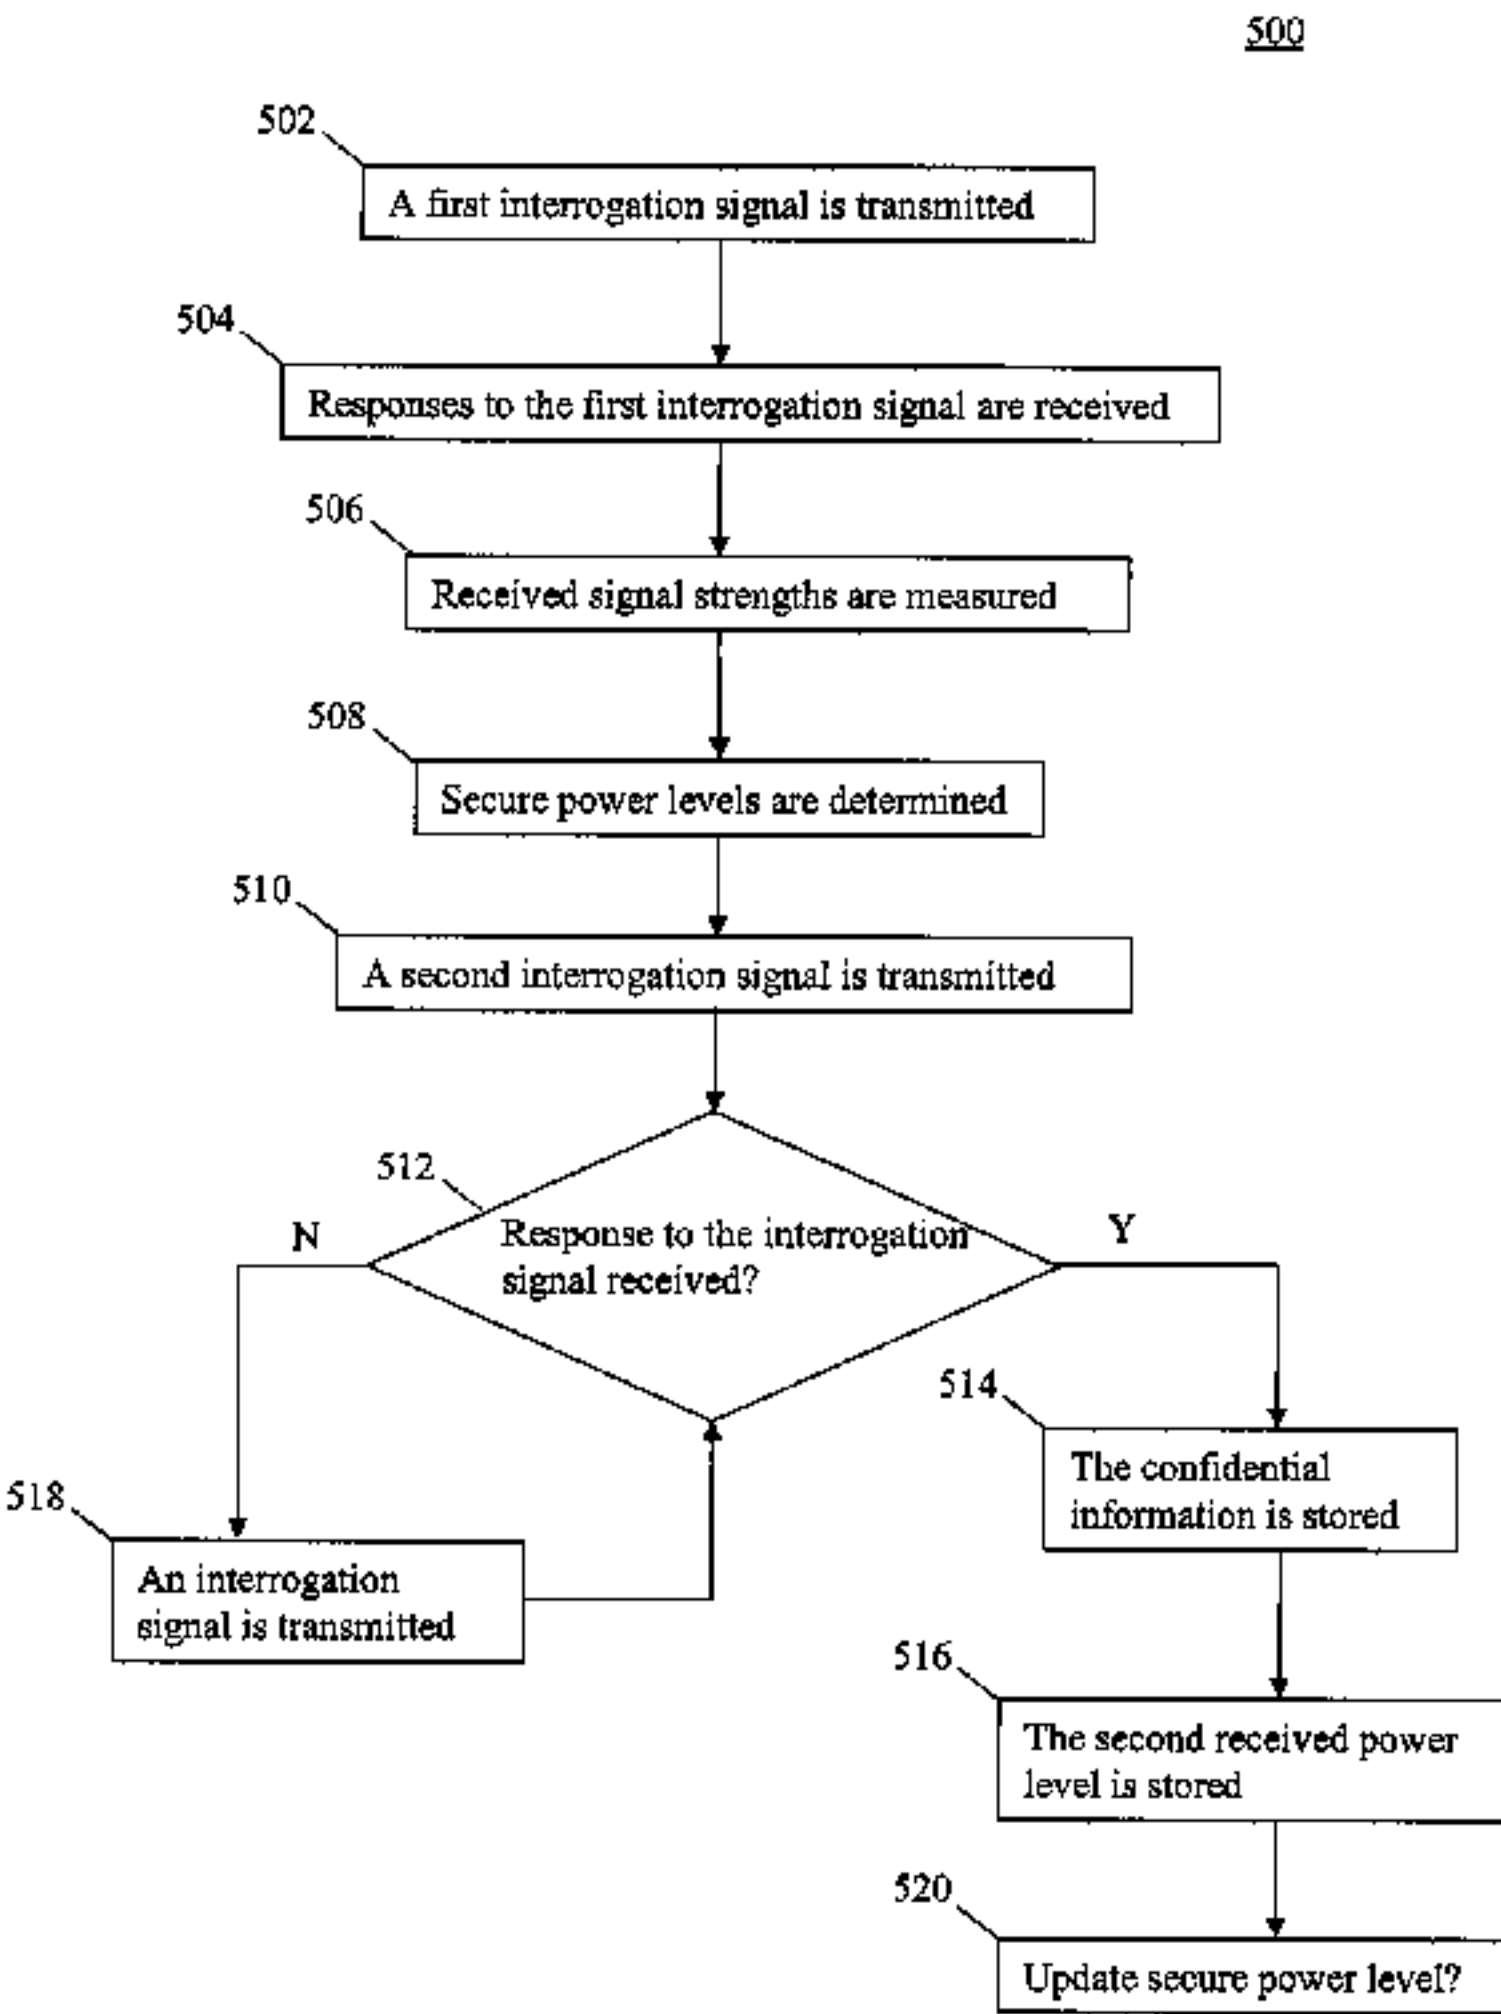 500
502
A first interrogation signal is transmitted
504
Responses to the first interrogation signal are received
506
Received signal strengths are measured
508
Secure power levels are determined
510
A second interrogation signal is transmitted
512
N
Response to the interrogation
signal received?
Y
514
The confidential
information is stored
518
An interrogation
signal is transmitted
516
The second received power
level is stored
520
Update secure power level?